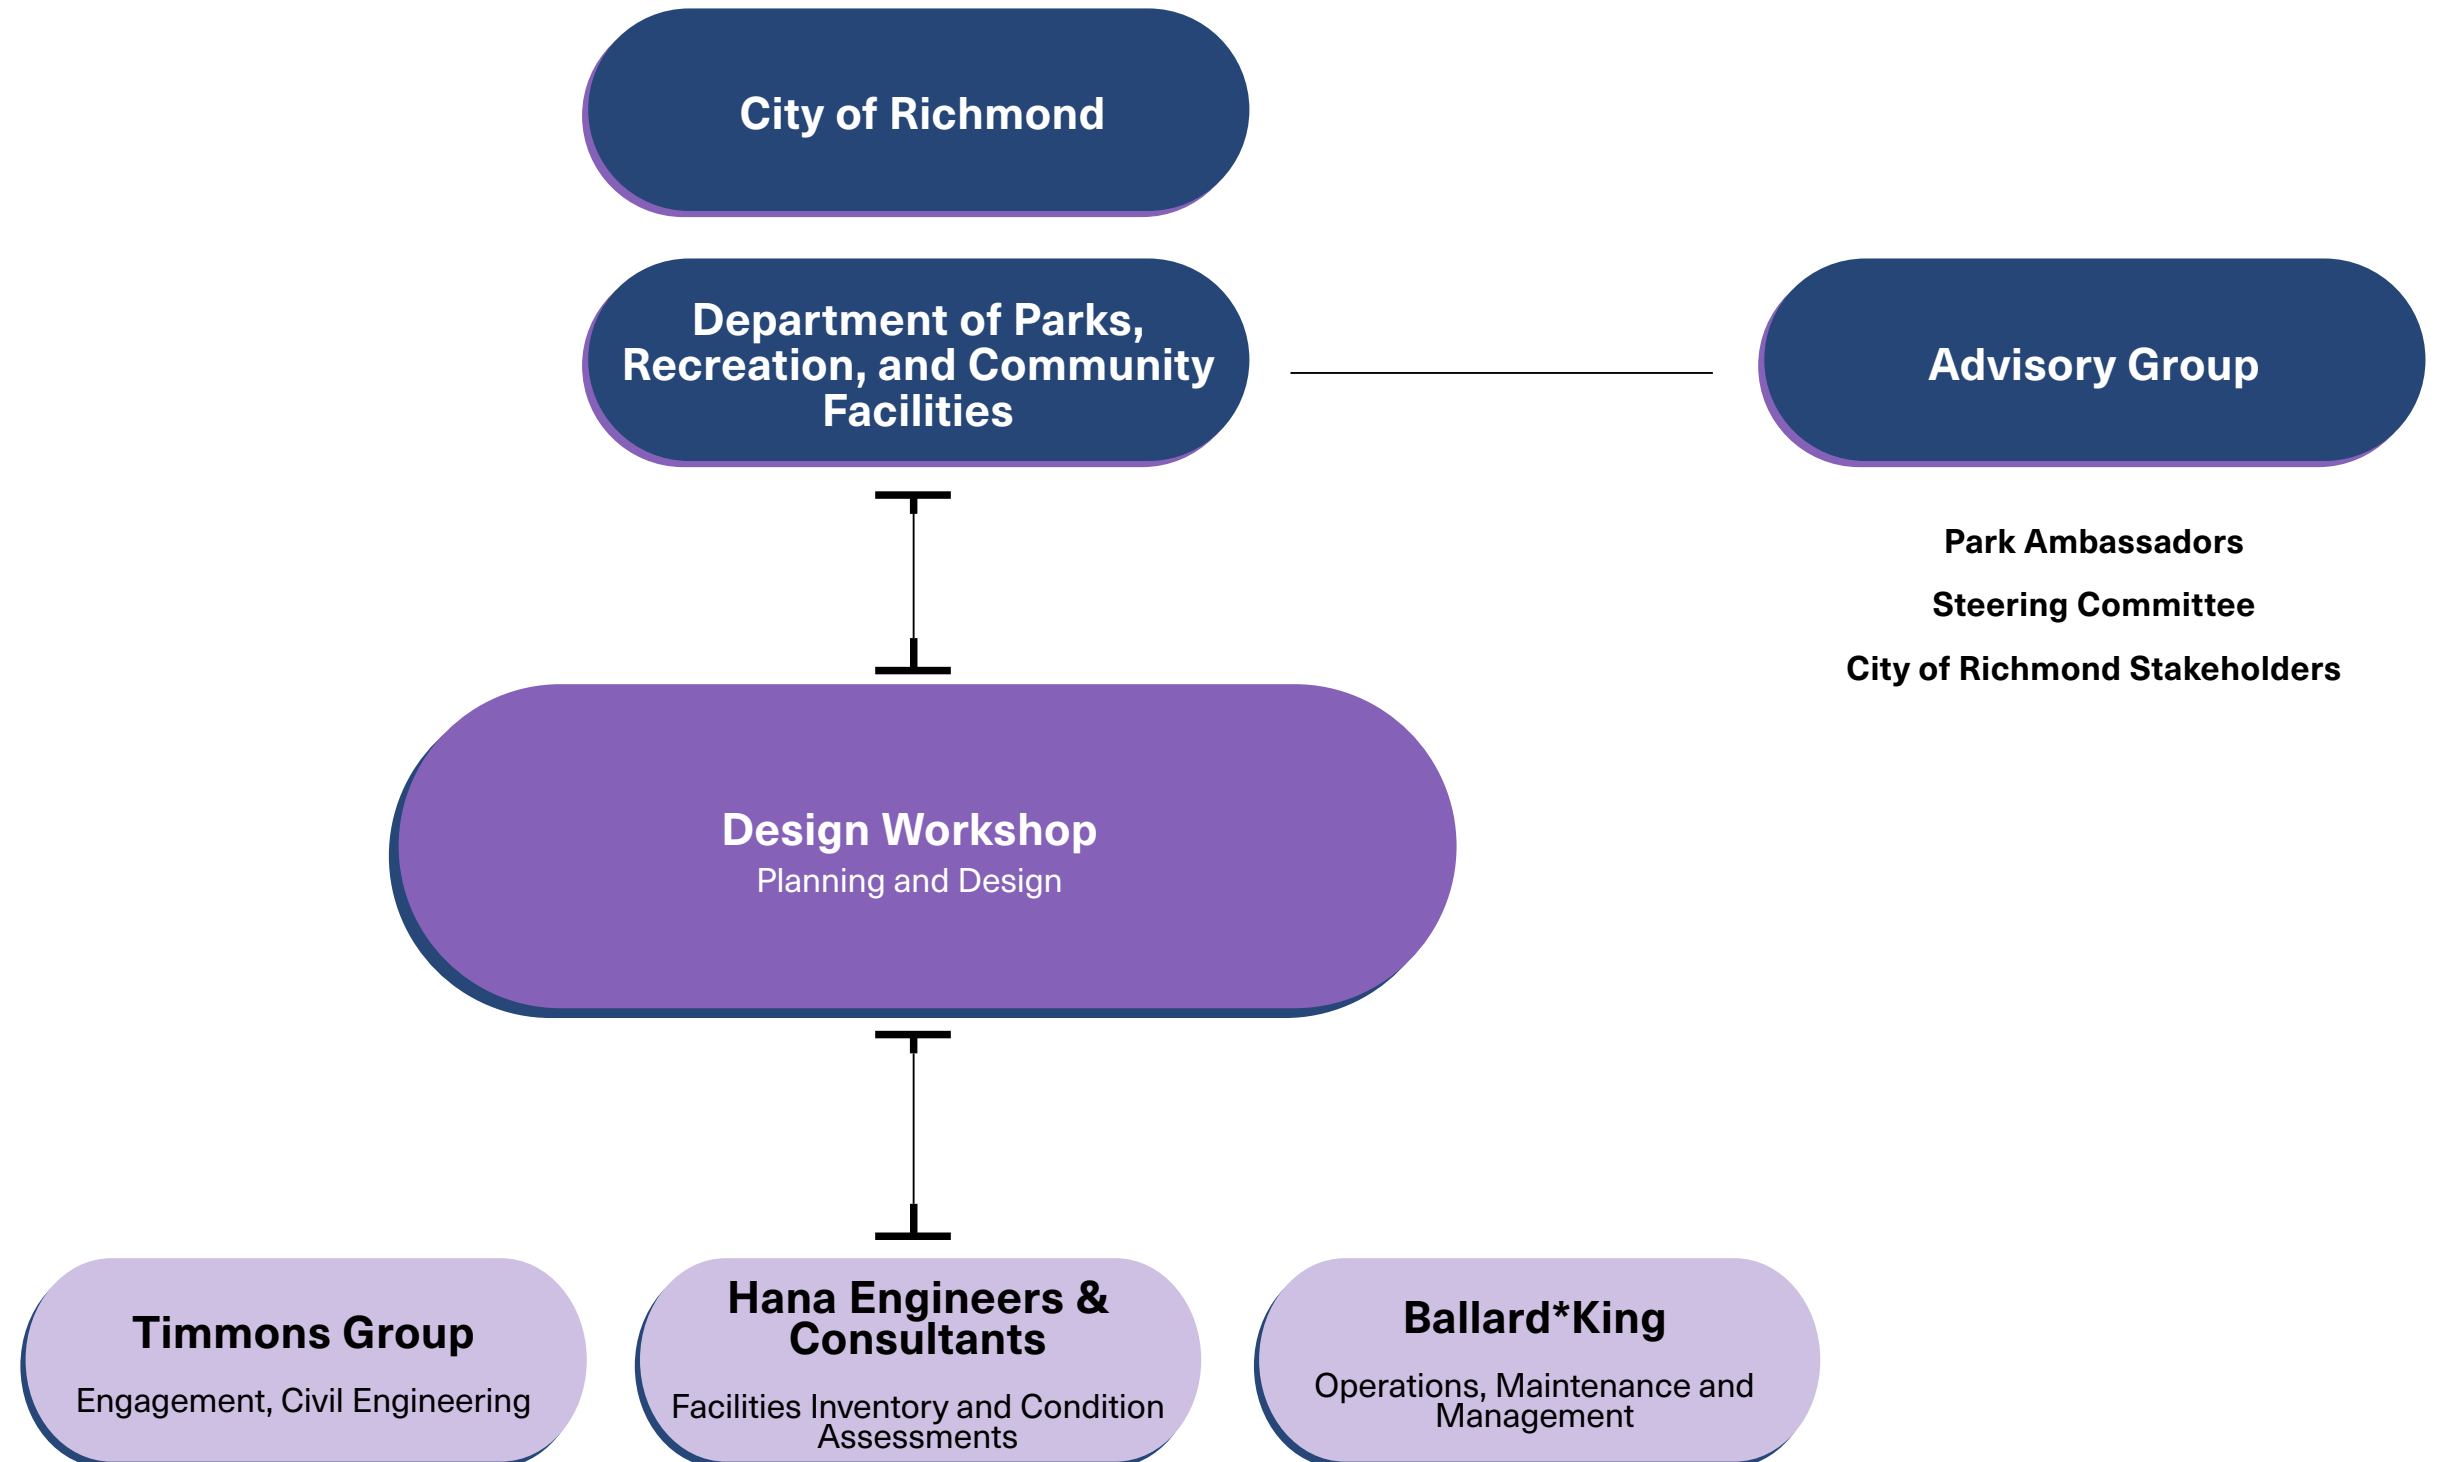 City of Richmond
Department of Parks,
Recreation, and Community
Facilities
Advisory Group
Park Ambassadors
Steering Committee
City of Richmond Stakeholders
Design Workshop
Planning and Design
Timmons Group
Engagement, Civil Engineering
Hana Engineers &
Consultants
Facilities Inventory and Condition
Assessments
Ballard*King
Operations, Maintenance and
Management